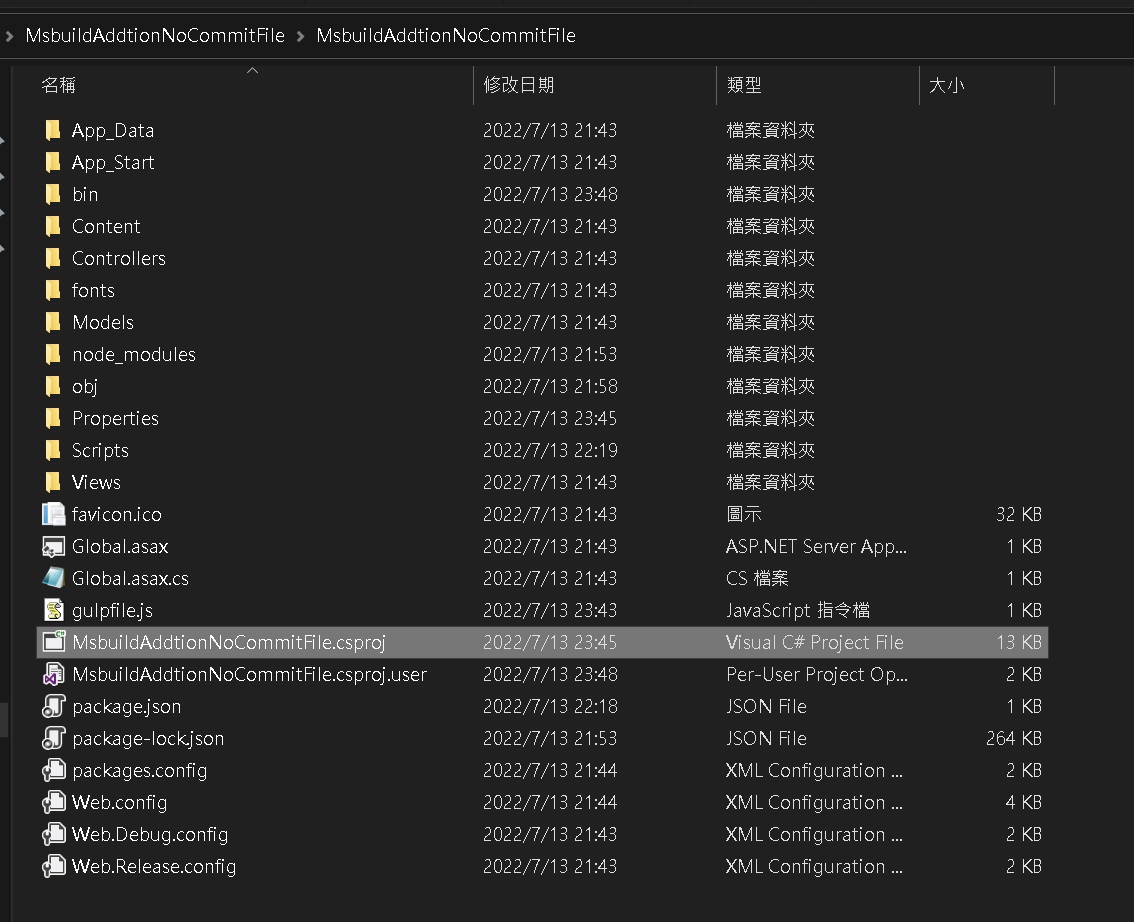 MsbuildAddtionNoCommitFile > MsbuildAddtionNoCommitFile
名稱 修改日期 類型 大小
App_Data 2022/7/13 21:43 檔案資料夾
App_Start 2022/7/13 21:43 檔案資料夾
bin 2022/7/13 23:48 檔案資料夾
Content 2022/7/13 21:43 檔案資料夾
Controllers 2022/7/13 21:43 檔案資料夾
fonts 2022/7/13 21:43 檔案資料夾
Models 2022/7/13 21:43 檔案資料夾
node_modules 2022/7/13 21:53 檔案資料夾
obj 2022/7/13 21:58 檔案資料夾
Properties 2022/7/13 23:45 檔案資料夾
Scripts 2022/7/13 22:19 檔案資料夾
Views 2022/7/13 21:43 檔案資料夾
favicon.ico 2022/7/13 21:43 圖示 32 KB
Global.asax 2022/7/13 21:43 ASP.NET Server App... 1 KB
Global.asax.cs 2022/7/13 21:43 CS 檔案 1 KB
gulpfile.js 2022/7/13 23:43 JavaScript 指令檔 1 KB
MsbuildAddtionNoCommitFile.csproj 2022/7/13 23:45 Visual C# Project File 13 KB
MsbuildAddtionNoCommitFile.csproj.user 2022/7/13 23:48 Per-User Project Op... 2 KB
package.json 2022/7/13 22:18 JSON File 1 KB
package-lock.json 2022/7/13 21:53 JSON File 264 KB
packages.config 2022/7/13 21:44 XML Configuration ... 2 KB
Web.config 2022/7/13 21:44 XML Configuration ... 4 KB
Web.Debug.config 2022/7/13 21:43 XML Configuration ... 2 KB
Web.Release.config 2022/7/13 21:43 XML Configuration ... 2 KB